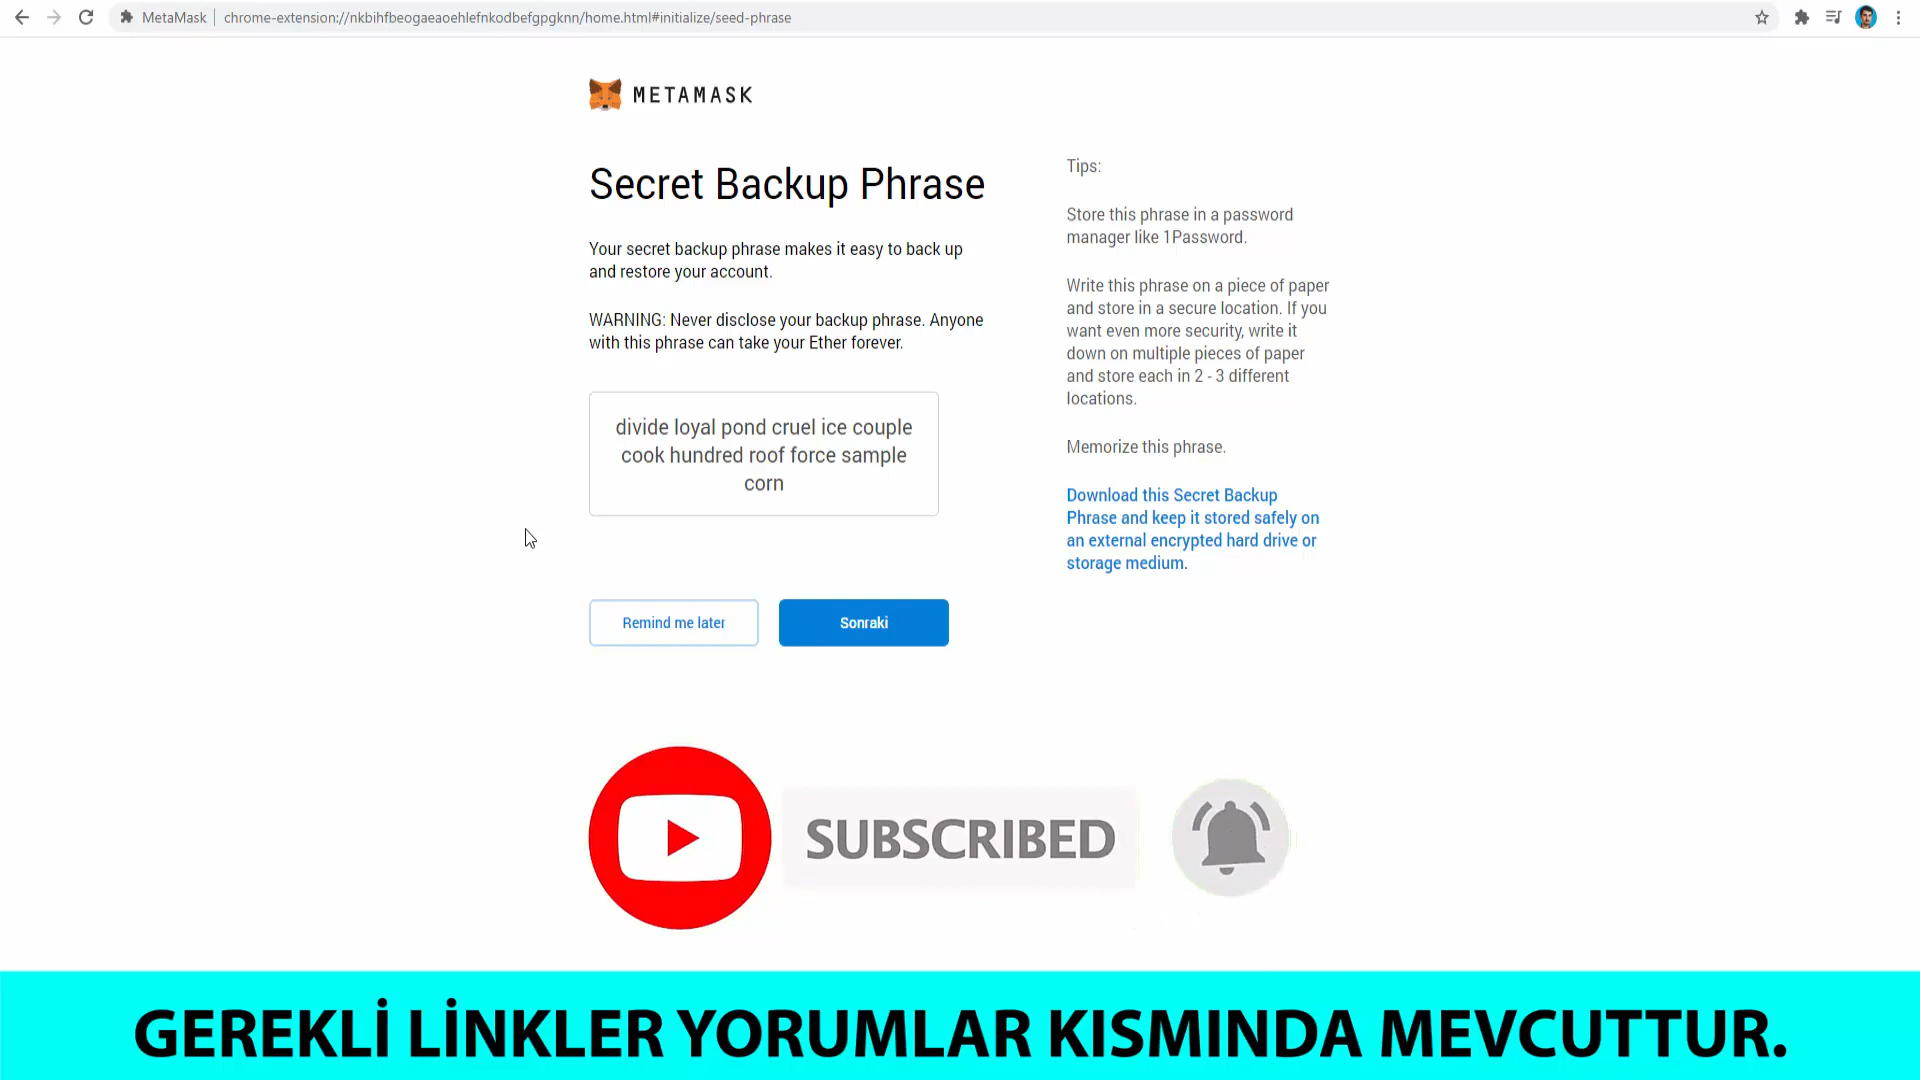 MetaMask
chrome-extension://nkbihfbeogaeaoehlefnkodbefgpgknn/home.html#initialize/seed-phrase
METAMASK
Secret Backup Phrase
Your secret backup phrase makes it easy to back up
and restore your account.
WARNING: Never disclose your backup phrase. Anyone
with this phrase can take your Ether forever.
divide loyal pond cruel ice couple
cook hundred roof force sample
corn
Remind me later
Sonraki
Tips:
Store this phrase in a password
manager like 1Password.
Write this phrase on a piece of paper
and store in a secure location. If you
want even more security, write it
down on multiple pieces of paper
and store each in 2 - 3 different
locations.
Memorize this phrase.
Download this Secret Backup
Phrase and keep it stored safely on
an external encrypted hard drive or
storage medium.
SUBSCRIBED
GEREKLİ LİNKLER YORUMLAR KISMINDA MEVCUTTUR.